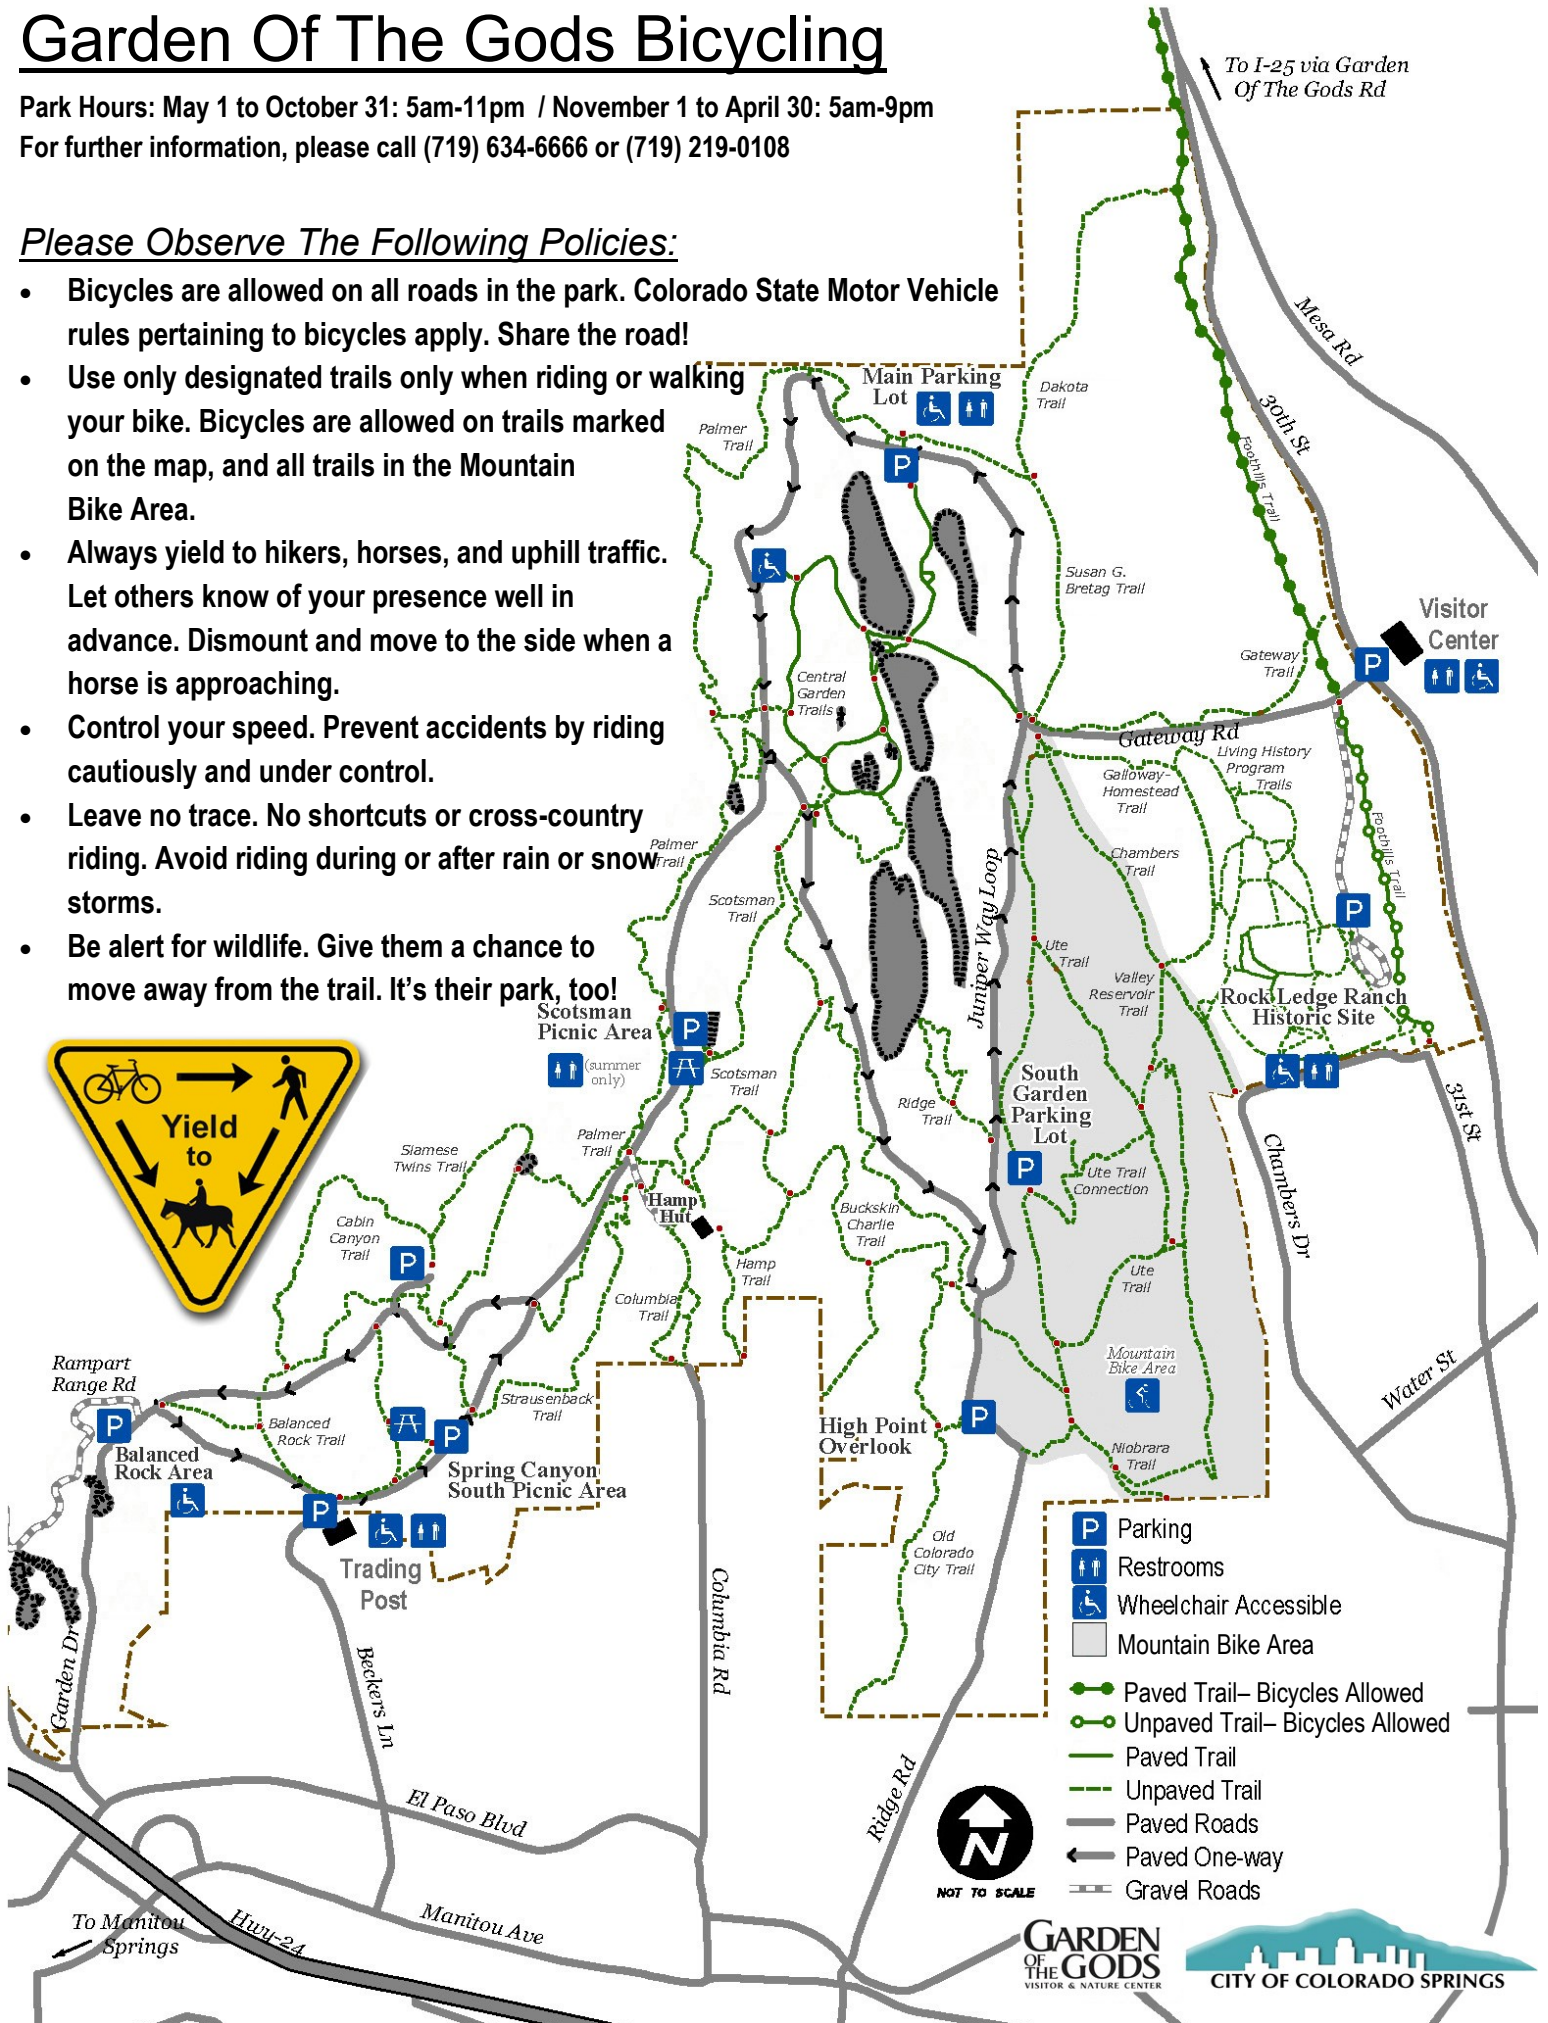 Garden Of The Gods Bicycling
Park Hours: May 1 to October 31: 5am-11pm / November 1 to April 30: 5am-9pm
For further information, please call (719) 634-6666 or (719) 219-0108
To I-25 via Garden
Of The Gods Rd
Please Observe The Following Policies:
• Bicycles are allowed on all roads in the park. Colorado State Motor Vehicle
rules pertaining to bicycles apply. Share the road!
• Use only designated trails only when riding or walking
your bike. Bicycles are allowed on trails marked
on the map, and all trails in the Mountain
Bike Area.
• Always yield to hikers, horses, and uphill traffic.
Let others know of your presence well in
advance. Dismount and move to the side when a
horse is approaching.
• Control your speed. Prevent accidents by riding
cautiously and under control.
• Leave no trace. No shortcuts or cross-country
riding. Avoid riding during or after rain or snow
storms.
• Be alert for wildlife. Give them a chance to
move away from the trail. It's their park, too!
Yield
to
Mesa Rd
30th St
Foothills Trail
Main Parking
Lot
P
Dakota
Trail
Palmer
Trail
Susan G.
Bretag Trail
Visitor
Center
P
Gateway
Trail
Central
Garden
Trails
Gateway Rd
Living History
Program
Trails
Galloway-
Homestead
Trail
Foothills Trail
Palmer
Trail
Chambers
Trail
Juniper Way Loop
Scotsman
Trail
P
Ute
Trail
Valley
Reservoir
Trail
Rock Ledge Ranch
Historic Site
Scotsman
Picnic Area
P
(summer
only)
Scotsman
Trail
South
Garden
Parking
Lot
P
Ridge
Trail
31st St
Chambers Dr
Palmer
Trail
Siamese
Twins Trail
Ute Trail
Connection
Hamp
Hut
Buckskin
Charlie
Trail
Cabin
Canyon
Trail
P
Hamp
Trail
Ute
Trail
Columbia
Trail
Mountain
Bike Area
Water St
Rampart
Range Rd
P
Strausenback
Trail
Balanced
Rock Trail
P
High Point
Overlook
P
Balanced
Rock Area
Niobrara
Trail
Spring Canyon
South Picnic Area
P
Trading
Post
Old
Colorado
City Trail
Garden Dr
Beckers Ln
Columbia Rd
Ridge Rd
El Paso Blvd
Manitou Ave
Hwy-24
To Manitou
Springs
P Parking
Restrooms
Wheelchair Accessible
Mountain Bike Area
Paved Trail– Bicycles Allowed
Unpaved Trail– Bicycles Allowed
Paved Trail
Unpaved Trail
Paved Roads
Paved One-way
Gravel Roads
N
NOT TO SCALE
GARDEN
OF THE GODS
VISITOR & NATURE CENTER
CITY OF COLORADO SPRINGS